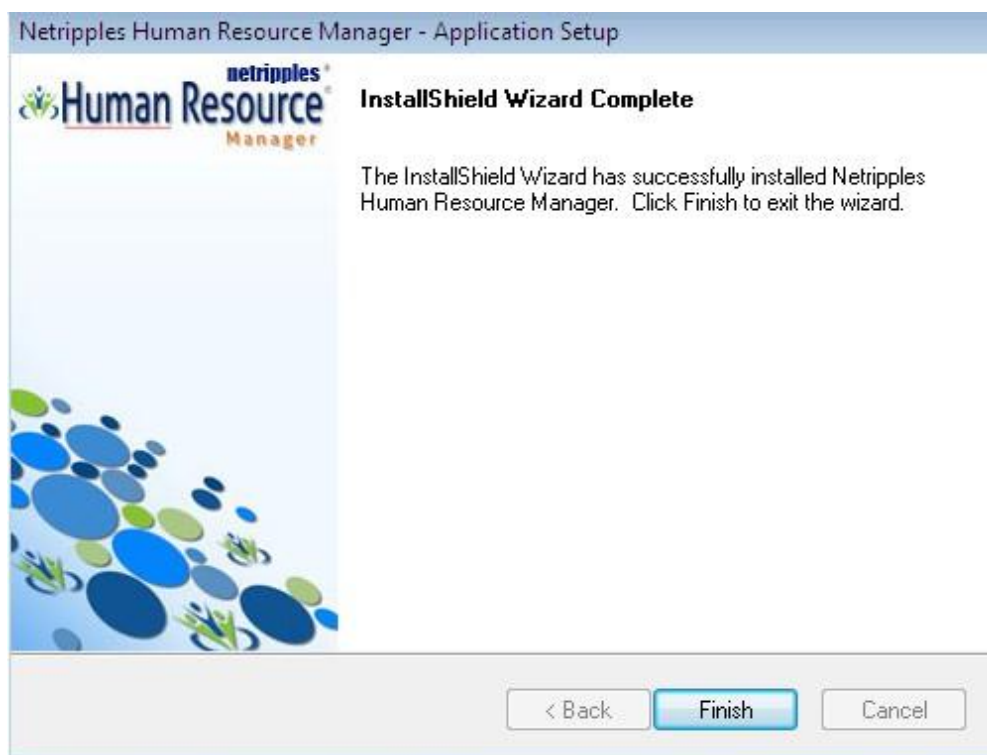 Netripples Human Resource Manager - Application Setup
netripples
Human Resource
Manager
InstallShield Wizard Complete
The InstallShield Wizard has successfully installed Netripples
Human Resource Manager. Click Finish to exit the wizard.
< Back
Finish
Cancel